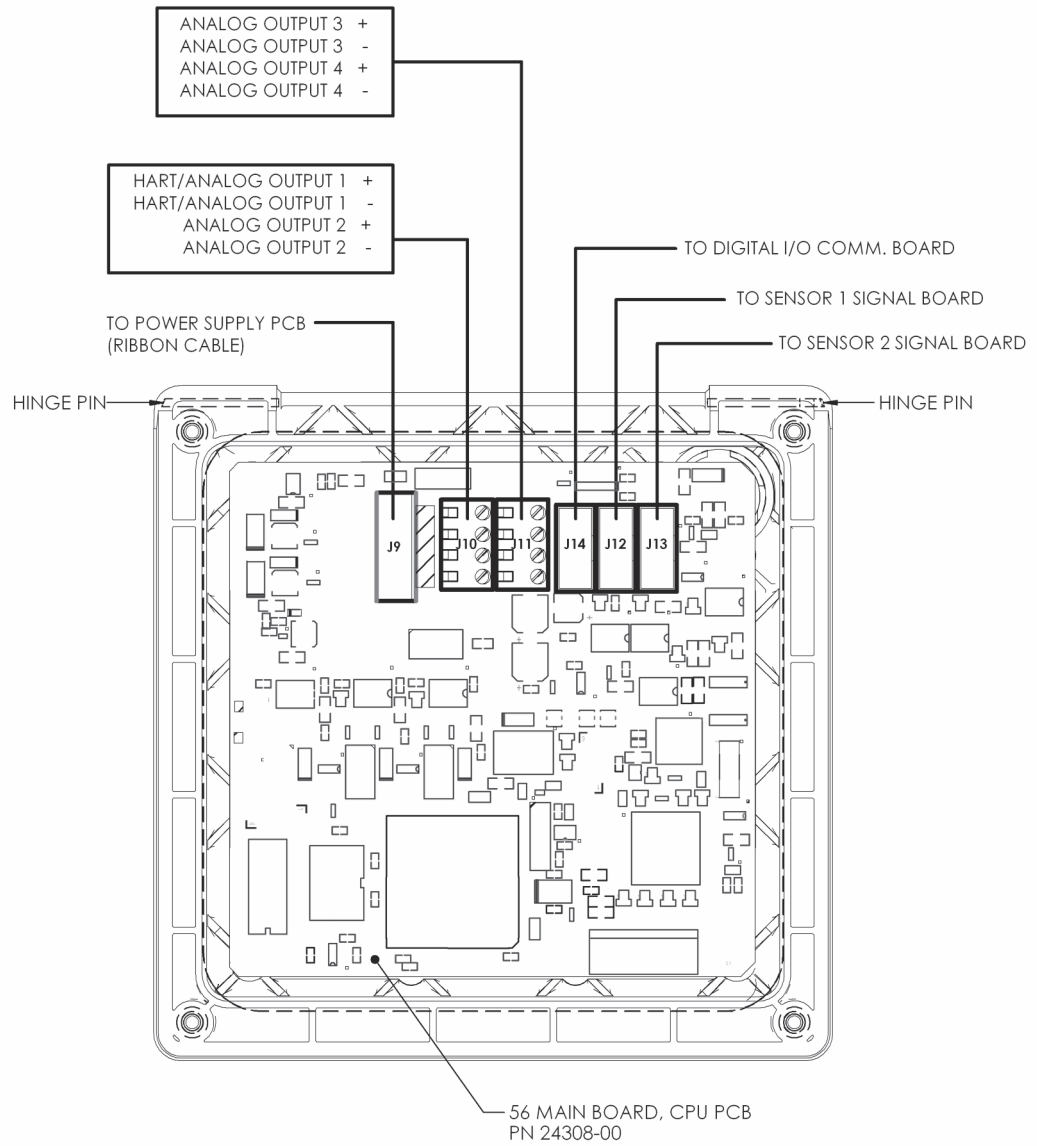 ANALOG OUTPUT 3 +
ANALOG OUTPUT 3 -
ANALOG OUTPUT 4 +
ANALOG OUTPUT 4 -
HART/ANALOG OUTPUT 1 +
HART/ANALOG OUTPUT 1 -
ANALOG OUTPUT 2 +
ANALOG OUTPUT 2 -
TO DIGITAL I/O COMM. BOARD
TO SENSOR 1 SIGNAL BOARD
TO POWER SUPPLY PCB
(RIBBON CABLE)
TO SENSOR 2 SIGNAL BOARD
HINGE PIN
HINGE PIN
J9
J10
J11
J14
J12
J13
56 MAIN BOARD, CPU PCB
PN 24308-00